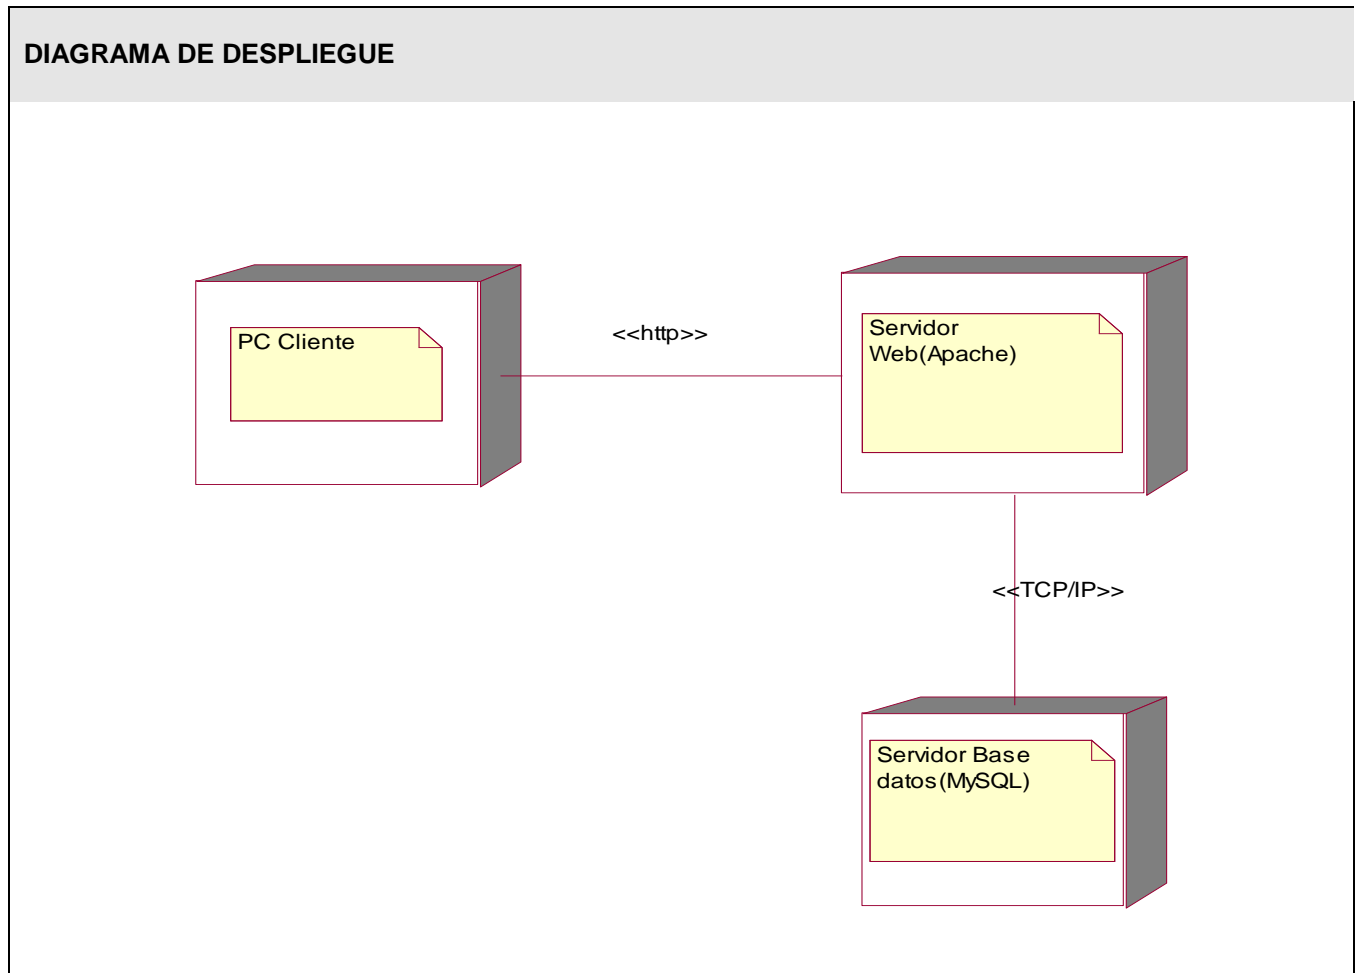 DIAGRAMA DE DESPLIEGUE
PC Cliente
<<http>>
Servidor
Web(Apache)
<<TCP/IP>>
Servidor Base
datos(MySQL)